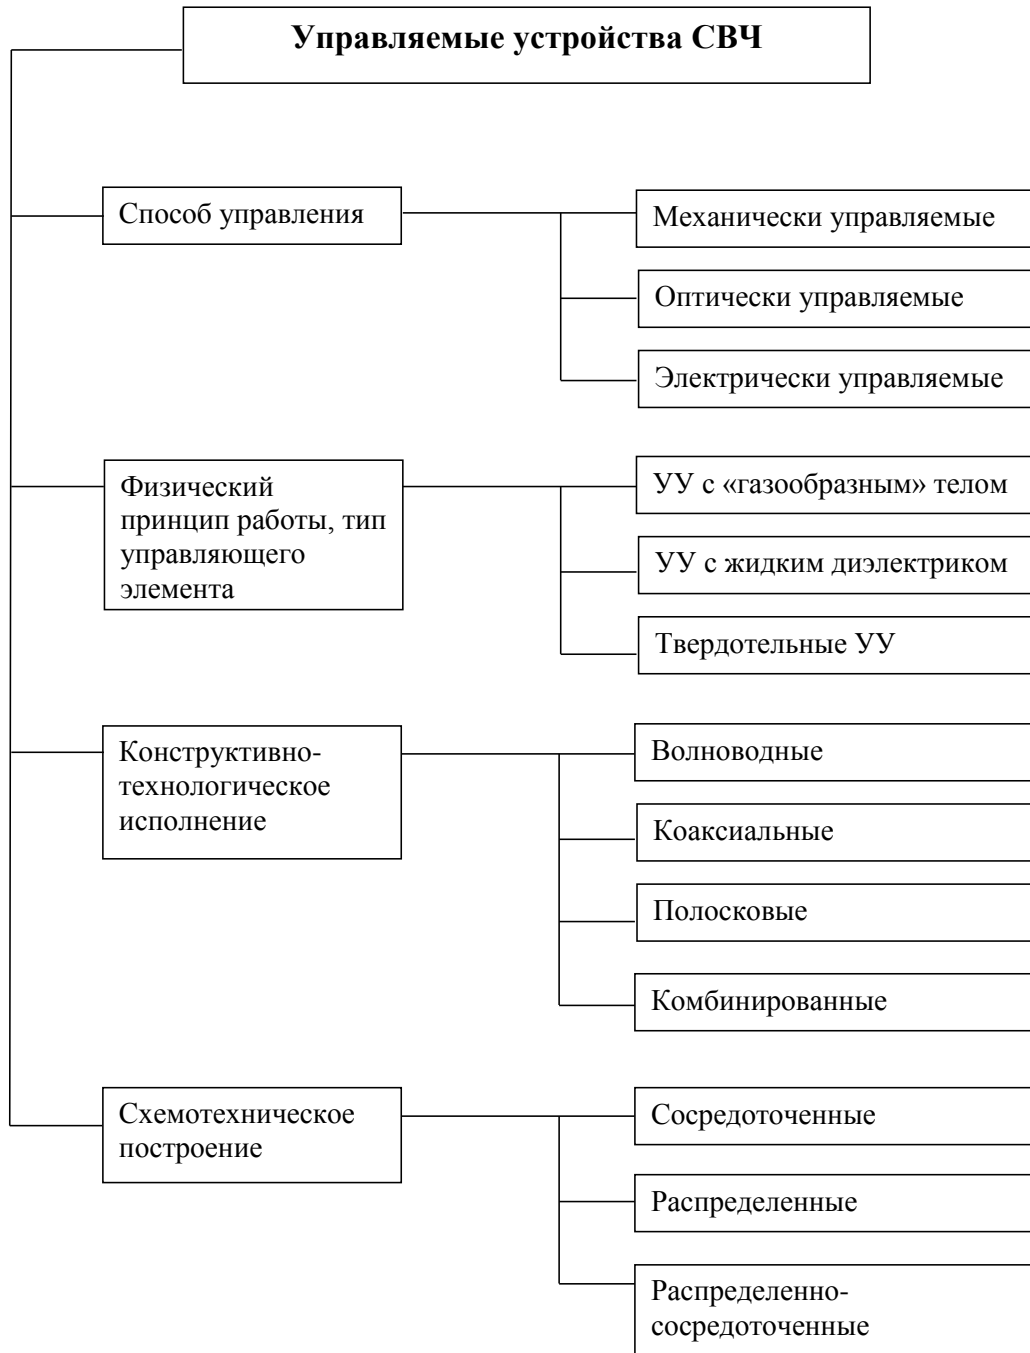 Управляемые устройства СВЧ
Способ управления
Механически управляемые
Оптически управляемые
Электрически управляемые
Физический
принцип работы, тип
управляющего
элемента
УУ с «газообразным» телом
УУ с жидким диэлектриком
Твердотельные УУ
Конструктивно-
технологическое
исполнение
Волноводные
Коаксиальные
Полосковые
Комбинированные
Схемотехническое
построение
Сосредоточенные
Распределенные
Распределенно-
сосредоточенные